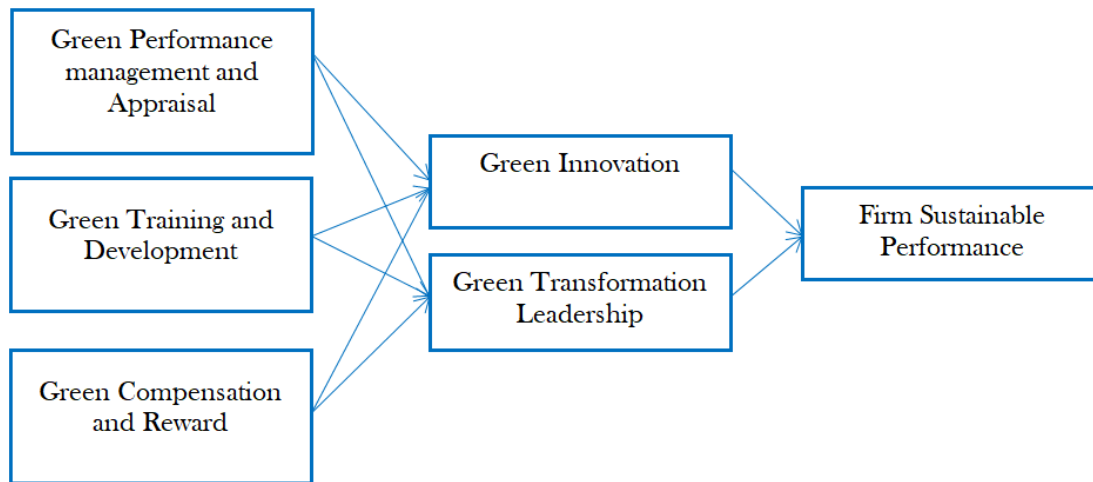 Green Performance
management and
Appraisal
Green Training and
Development
Green Compensation
and Reward
Green Innovation
Green Transformation
Leadership
Firm Sustainable
Performance